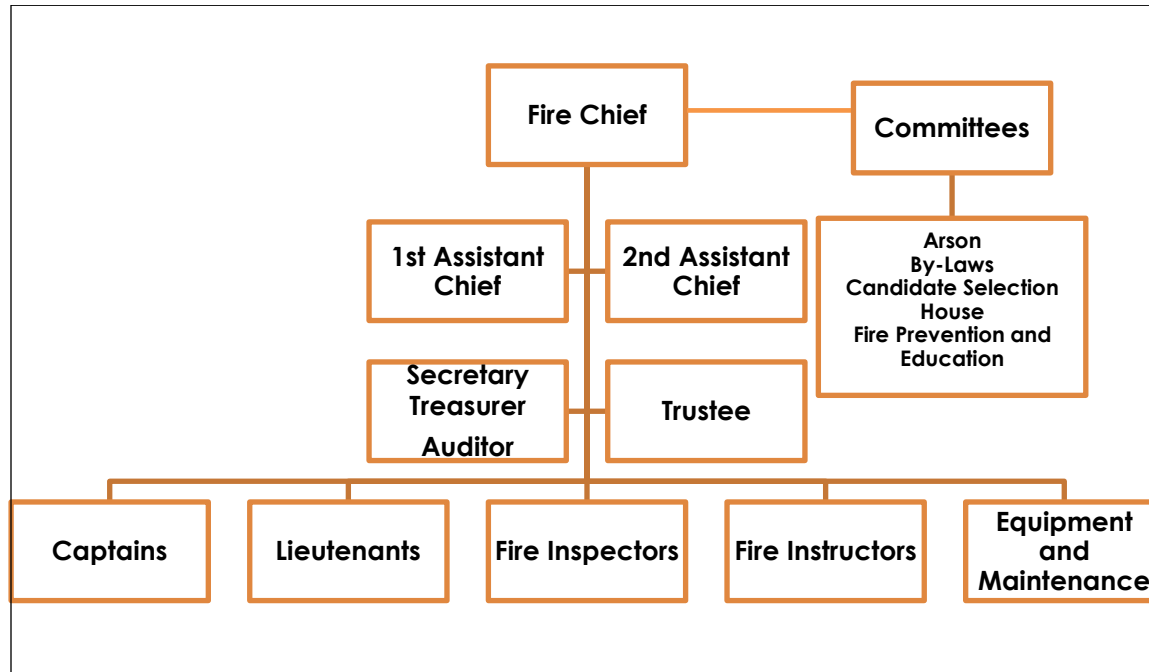 Fire Chief
Committees
1st Assistant
Chief
2nd Assistant
Chief
Arson
By-Laws
Candidate Selection
House
Fire Prevention and
Education
Secretary
Treasurer
Auditor
Trustee
Captains
Lieutenants
Fire Inspectors
Fire Instructors
Equipment
and
Maintenance